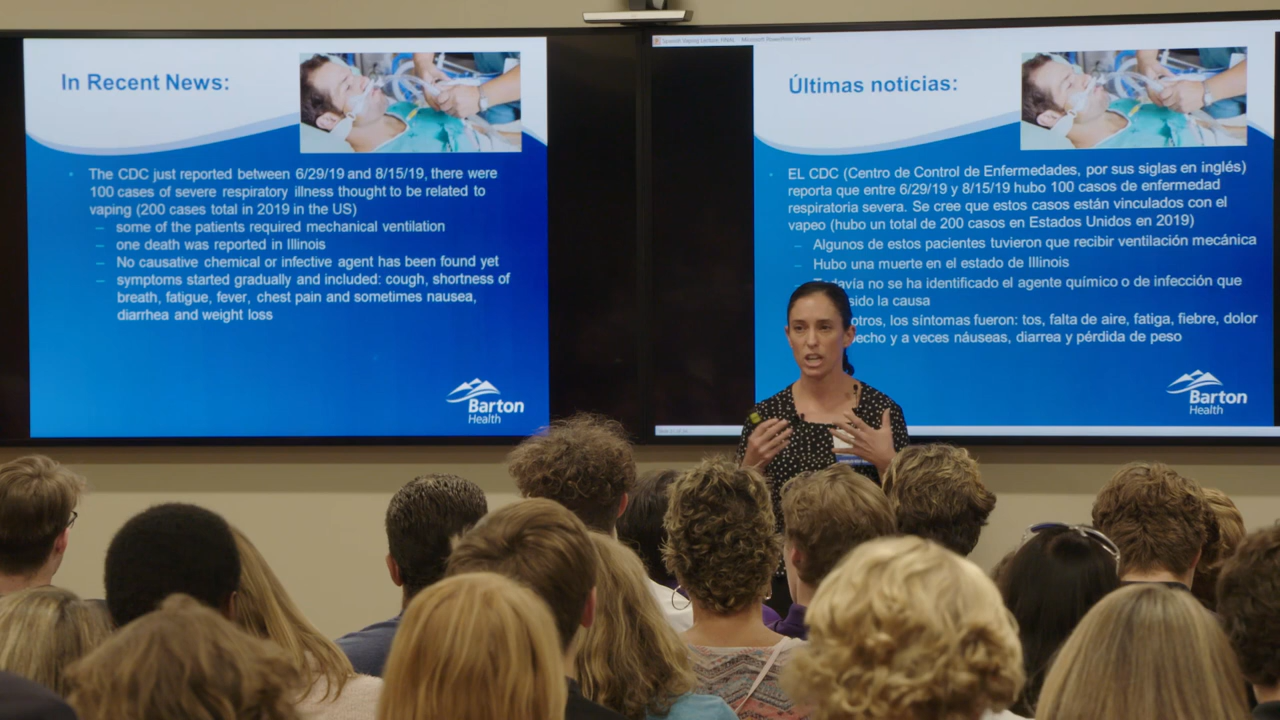 In Recent News:
The CDC just reported between 6/29/19 and 8/15/19, there were
100 cases of severe respiratory illness thought to be related to
vaping (200 cases total in 2019 in the US)
– some of the patients required mechanical ventilation
– one death was reported in Illinois
– No causative chemical or infective agent has been found yet
– symptoms started gradually and included: cough, shortness of
breath, fatigue, fever, chest pain and sometimes nausea,
diarrhea and weight loss
Barton
Health
Microsoft PowerPoint Viewer
Últimas noticias:
EL CDC (Centro de Control de Enfermedades, por sus siglas en inglés)
reporta que entre 6/29/19 y 8/15/19 hubo 100 casos de enfermedad
respiratoria severa. Se cree que estos casos están vinculados con el
vapeo (hubo un total de 200 casos en Estados Unidos en 2019)
– Algunos de estos pacientes tuvieron que recibir ventilación mecánica
– Hubo una muerte en el estado de Illinois
– Todavía no se ha identificado el agente químico o de infección que
sido la causa
otros, los síntomas fueron: tos, falta de aire, fatiga, fiebre, dolor
pecho y a veces náuseas, diarrea y pérdida de peso
Barton
Health